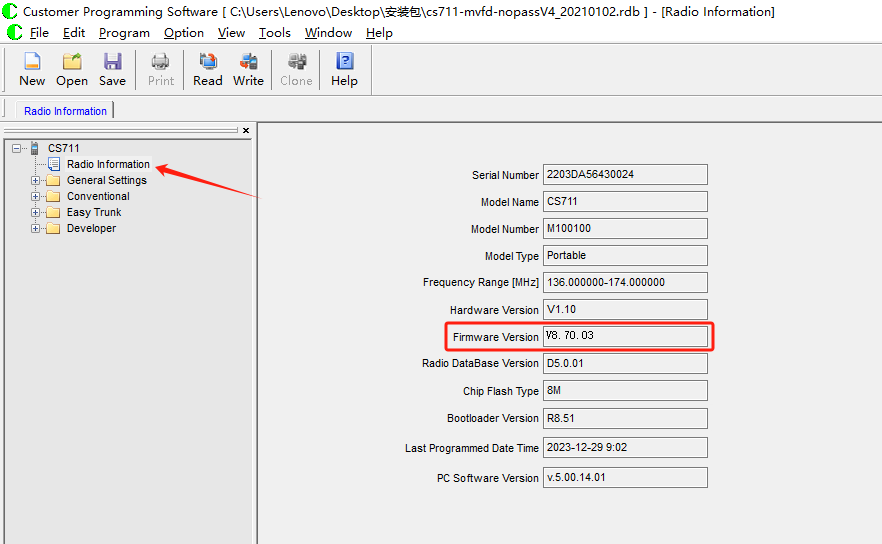 Customer Programming Software [ C:\Users\Lenovo\Desktop\安装包\cs711-mvfd-nopassV4_20210102.rdb ] - [Radio Information]
File Edit Program Option View Tools Window Help
New Open Save Print Read Write Clone Help
Radio Information
CS711
Radio Information
General Settings
Conventional
Easy Trunk
Developer
Serial Number 2203DA56430024
Model Name CS711
Model Number M100100
Model Type Portable
Frequency Range [MHz] 136.000000-174.000000
Hardware Version V1.10
Firmware Version V8.70.03
Radio DataBase Version D5.0.01
Chip Flash Type 8M
Bootloader Version R8.51
Last Programmed Date Time 2023-12-29 9:02
PC Software Version v.5.00.14.01